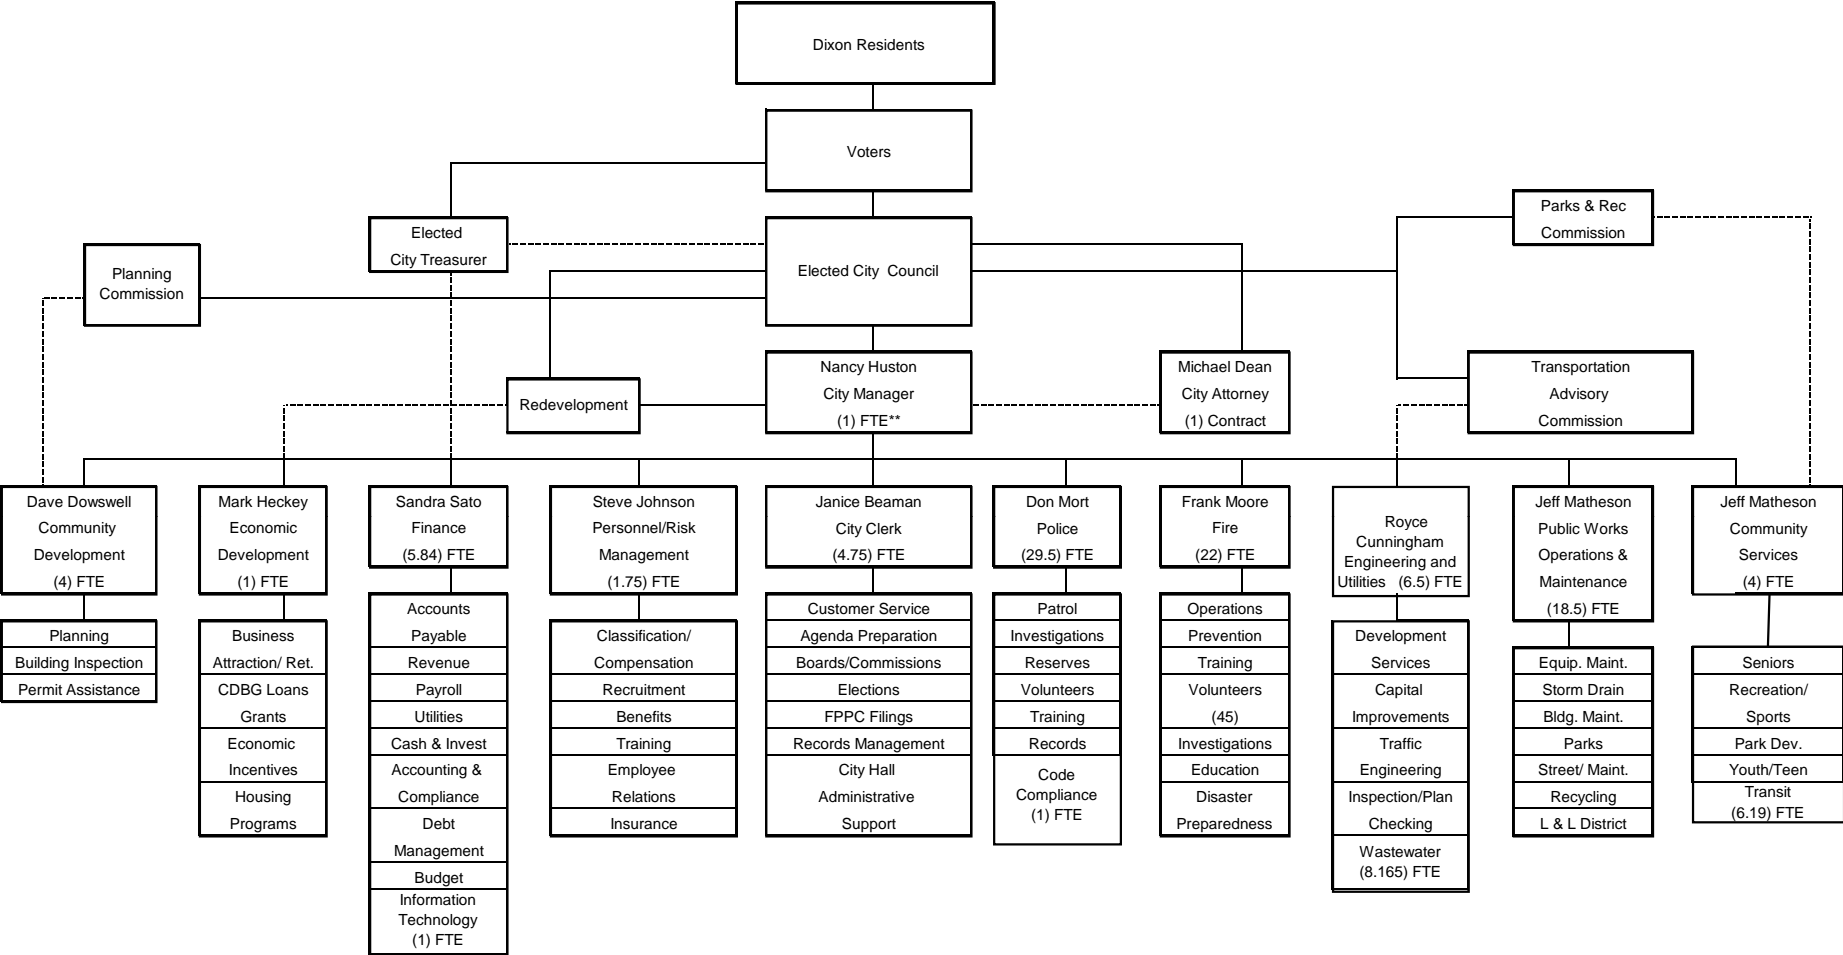 Dixon Residents
Voters
Elected
City Treasurer
Elected City Council
Parks & Rec
Commission
Planning
Commission
Redevelopment
Nancy Huston
City Manager
(1) FTE**
Michael Dean
City Attorney
(1) Contract
Transportation
Advisory
Commission
Dave Dowswell
Community
Development
(4) FTE
Planning
Building Inspection
Permit Assistance
Mark Heckey
Economic
Development
(1) FTE
Business
Attraction/ Ret.
CDBG Loans
Grants
Economic
Incentives
Housing
Programs
Sandra Sato
Finance
(5.84) FTE
Accounts
Payable
Revenue
Payroll
Utilities
Cash & Invest
Accounting &
Compliance
Debt
Management
Budget
Information
Technology
(1) FTE
Steve Johnson
Personnel/Risk
Management
(1.75) FTE
Classification/
Compensation
Recruitment
Benefits
Training
Employee
Relations
Insurance
Janice Beaman
City Clerk
(4.75) FTE
Customer Service
Agenda Preparation
Boards/Commissions
Elections
FPPC Filings
Records Management
City Hall
Administrative
Support
Don Mort
Police
(29.5) FTE
Patrol
Investigations
Reserves
Volunteers
Training
Records
Code
Compliance
(1) FTE
Frank Moore
Fire
(22) FTE
Operations
Prevention
Training
Volunteers
(45)
Investigations
Education
Disaster
Preparedness
Royce
Cunningham
Engineering and
Utilities (6.5) FTE
Development
Services
Capital
Improvements
Traffic
Engineering
Inspection/Plan
Checking
Wastewater
(8.165) FTE
Jeff Matheson
Public Works
Operations &
Maintenance
(18.5) FTE
Equip. Maint.
Storm Drain
Bldg. Maint.
Parks
Street/ Maint.
Recycling
L & L District
Jeff Matheson
Community
Services
(4) FTE
Seniors
Recreation/
Sports
Park Dev.
Youth/Teen
Transit
(6.19) FTE